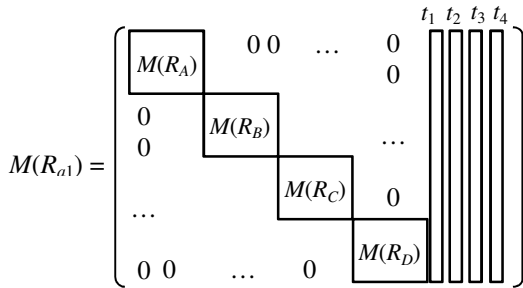 t1 t2 t3 t4
M(RA) 0 0 … 0
0
0 M(RB) …
0
M(Ra1) = M(RC) 0
…
0 0 … 0 M(RD)